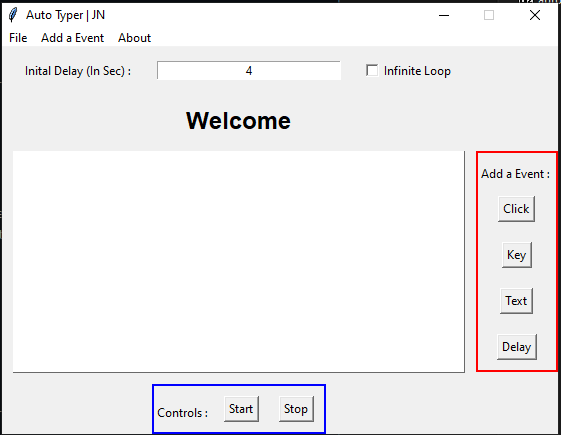 Auto Typer | JN
File Add a Event About
Inital Delay (In Sec) : 4 Infinite Loop
Welcome
Add a Event :
Click
Key
Text
Delay
Controls : Start Stop